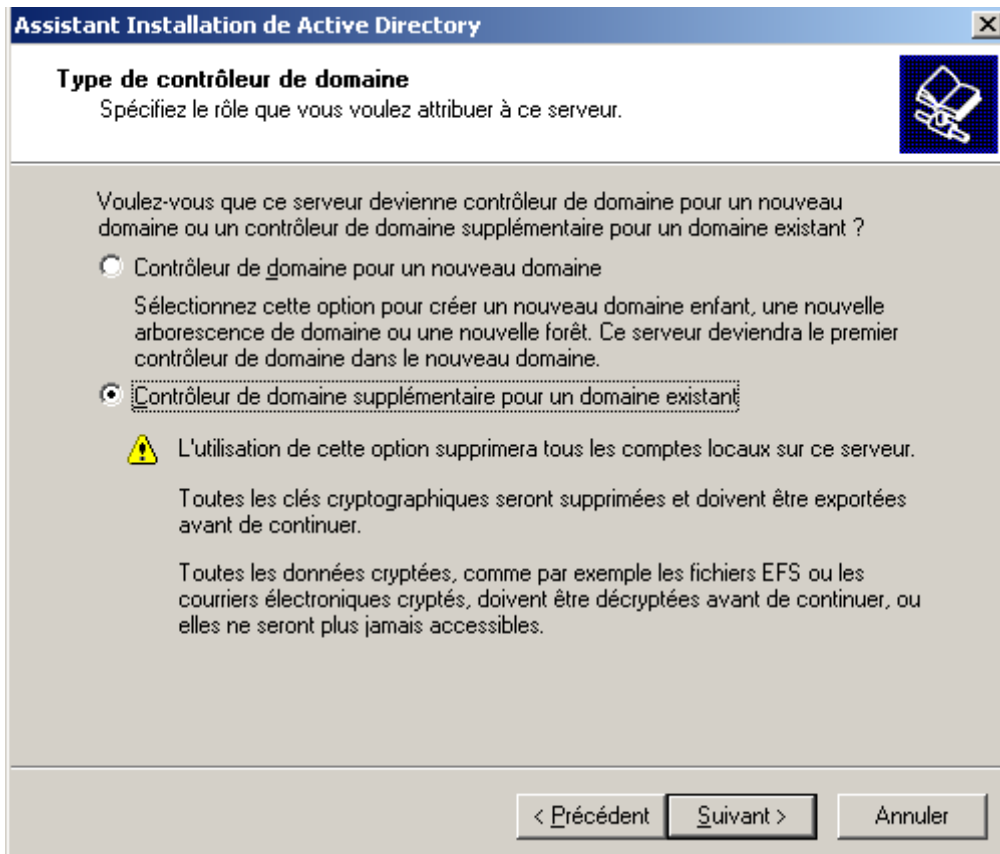 Assistant Installation de Active Directory
Type de contrôleur de domaine
Spécifiez le rôle que vous voulez attribuer à ce serveur.
Voulez-vous que ce serveur devienne contrôleur de domaine pour un nouveau
domaine ou un contrôleur de domaine supplémentaire pour un domaine existant ?
Contrôleur de domaine pour un nouveau domaine
Sélectionnez cette option pour créer un nouveau domaine enfant, une nouvelle
arborescence de domaine ou une nouvelle forêt. Ce serveur deviendra le premier
contrôleur de domaine dans le nouveau domaine.
Contrôleur de domaine supplémentaire pour un domaine existant
L'utilisation de cette option supprimera tous les comptes locaux sur ce serveur.
Toutes les clés cryptographiques seront supprimées et doivent être exportées
avant de continuer.
Toutes les données cryptées, comme par exemple les fichiers EFS ou les
courriers électroniques cryptés, doivent être décryptées avant de continuer, ou
elles ne seront plus jamais accessibles.
< Précédent Suivant > Annuler